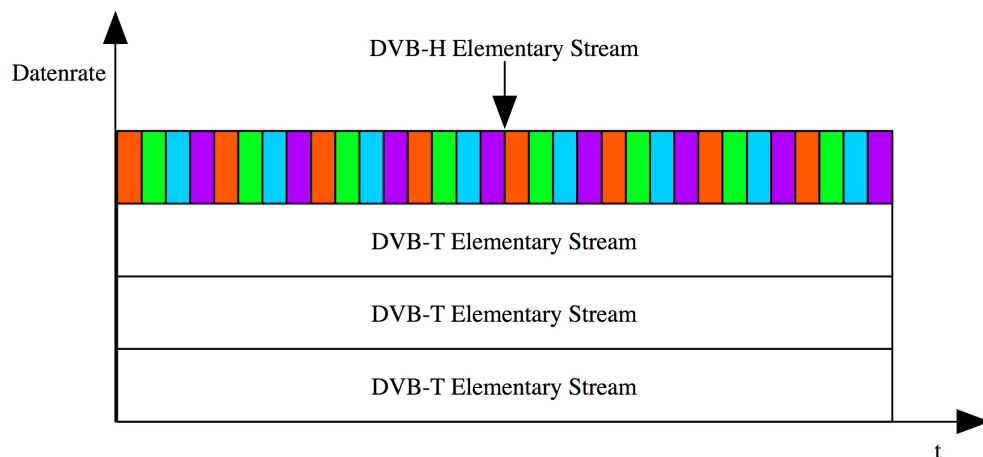 DVB-H Elementary Stream
Datenrate
DVB-T Elementary Stream
DVB-T Elementary Stream
DVB-T Elementary Stream
t